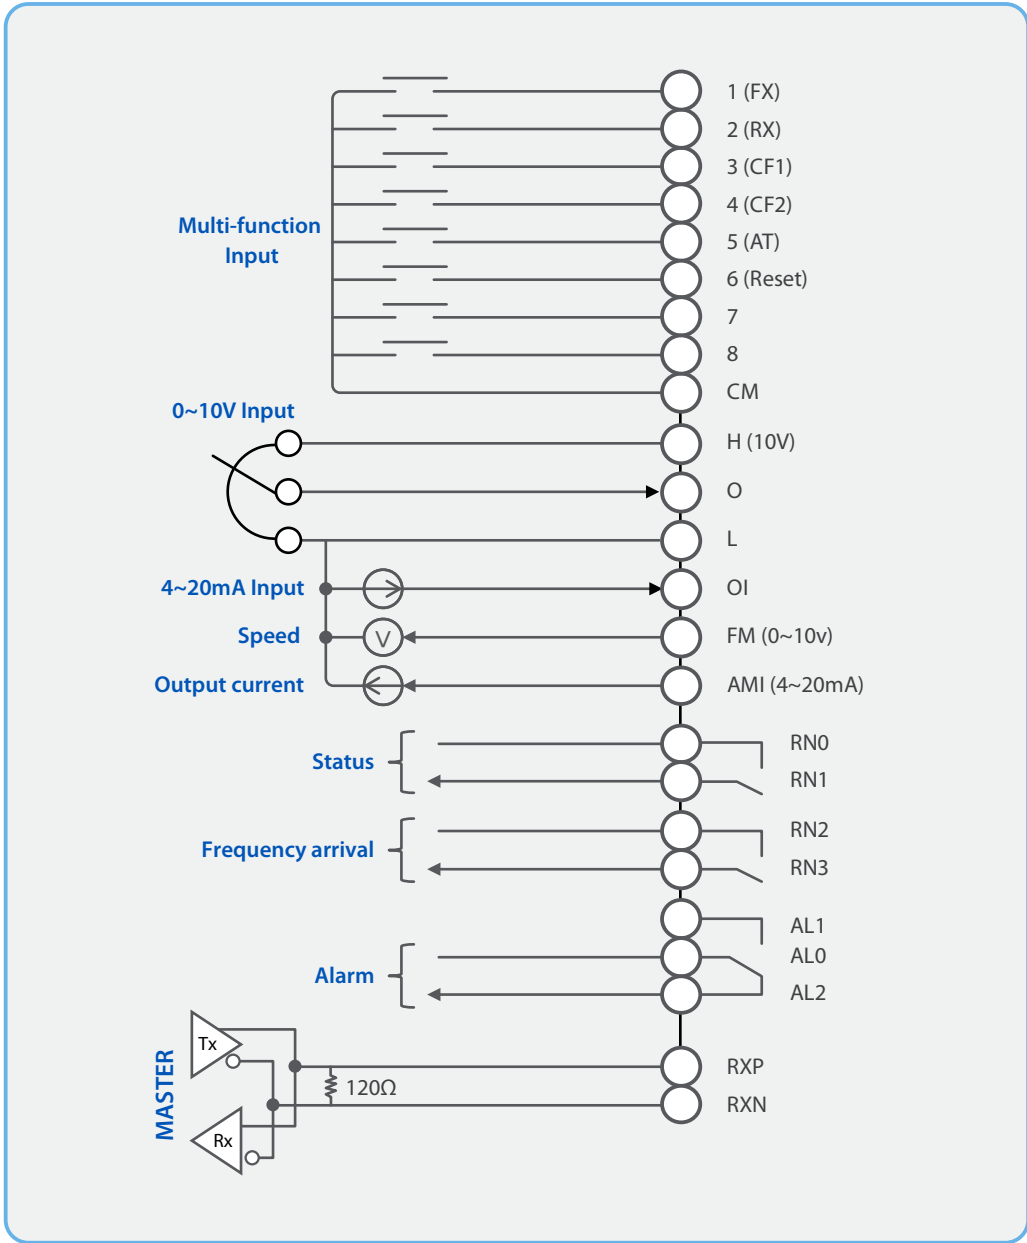 1 (FX)
2 (RX)
3 (CF1)
4 (CF2)
Multi-function
Input
5 (AT)
6 (Reset)
7
8
CM
0~10V Input
H (10V)
O
L
4~20mA Input
OI
Speed
V
FM (0~10v)
Output current
AMI (4~20mA)
Status
RN0
RN1
Frequency arrival
RN2
RN3
AL1
AL0
Alarm
AL2
MASTER
Tx
RXP
120Ω
RXN
Rx